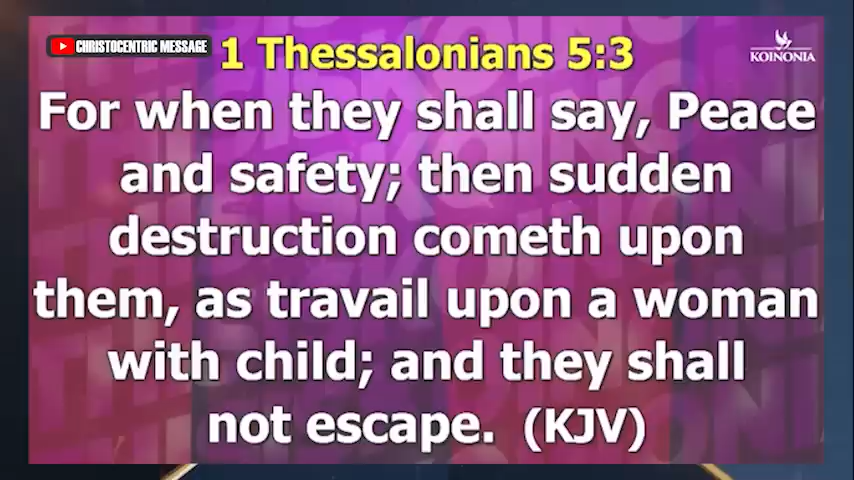 CHRISTOCENTRIC MESSAGE
1 Thessalonians 5:3
KOINONIA
For when they shall say, Peace
and safety; then sudden
destruction cometh upon
them, as travail upon a woman
with child; and they shall
not escape. (KJV)